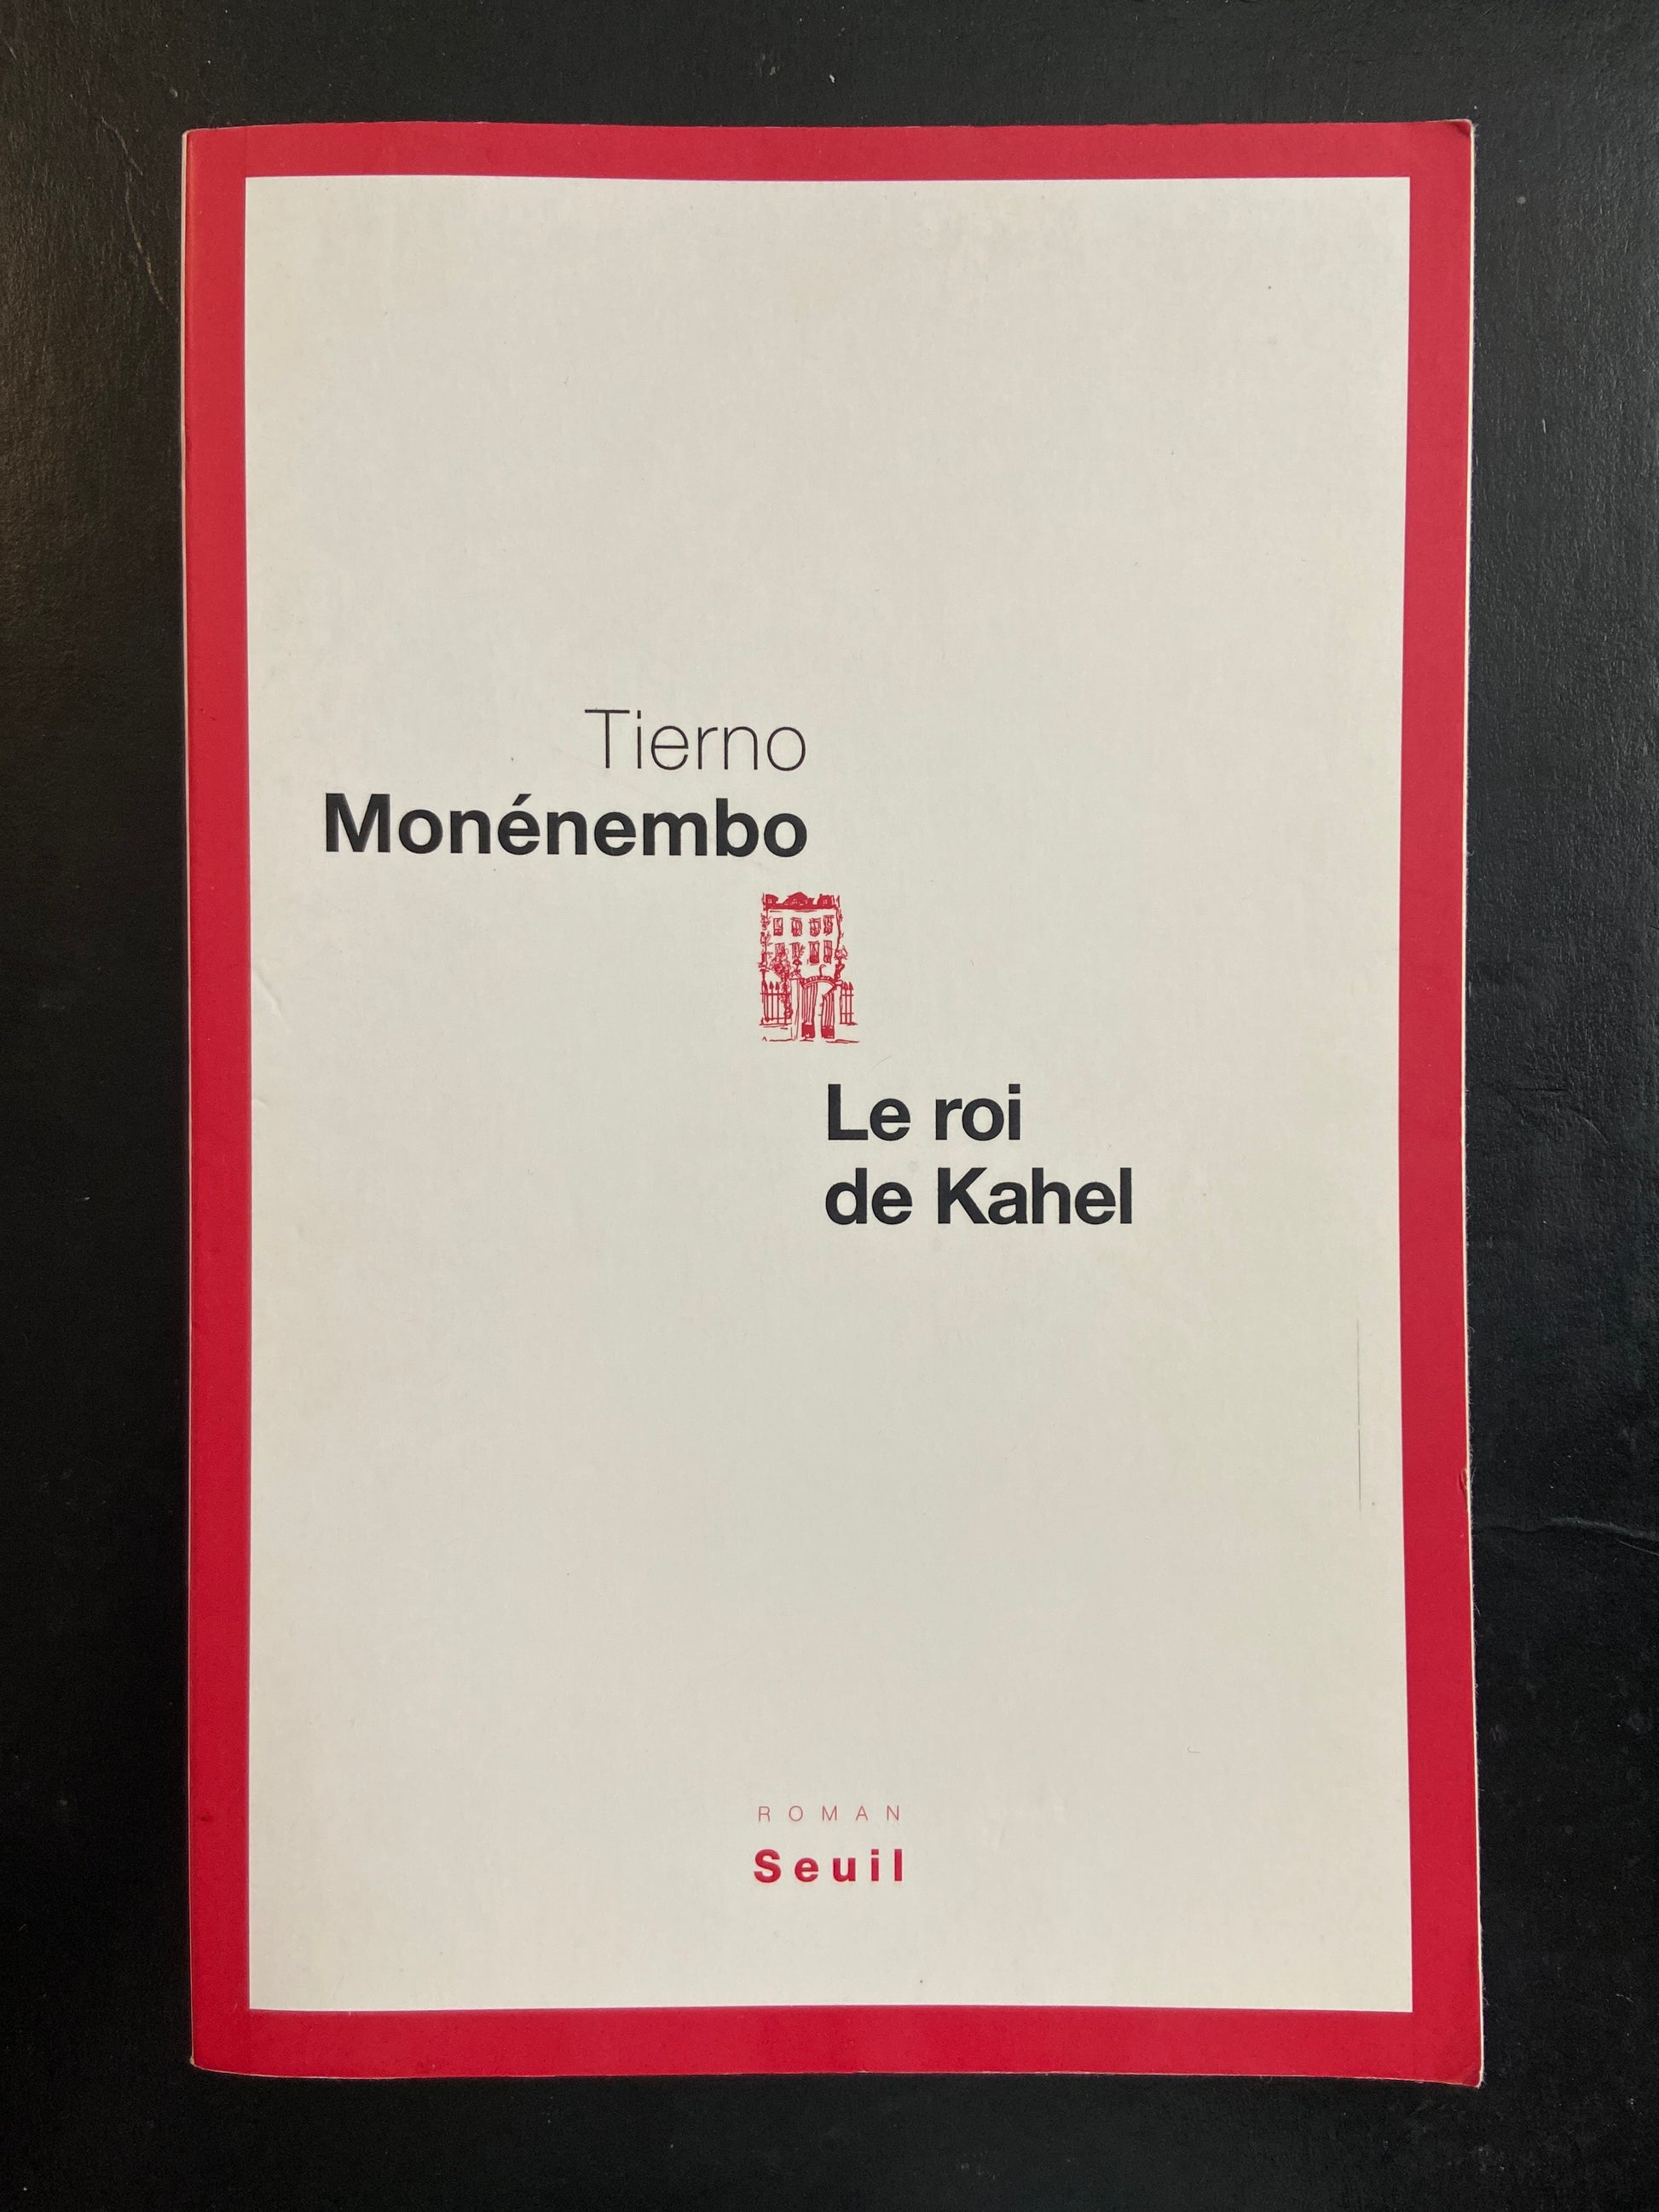 Tierno
Monénembo
Le roi
de Kahel
ROMAN
Seuil